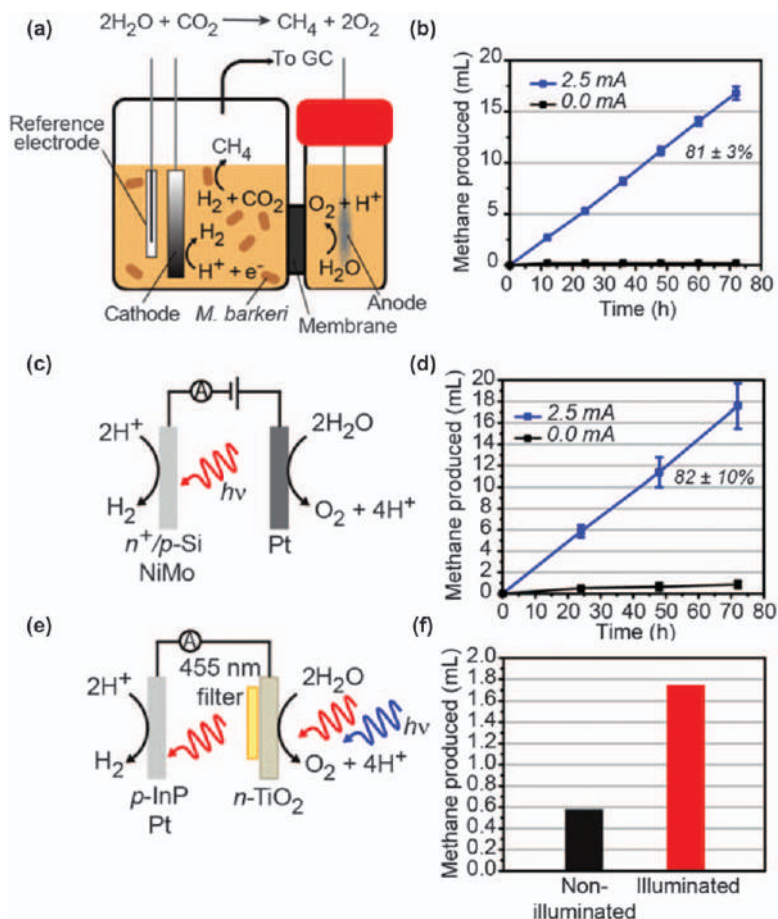 (a)
2H2O + CO2 → CH4 + 2O2
To GC
Reference
electrode
CH4
H2 + CO2
H2
H+ + e-
O2 + H+
H2O
Cathode
M. barkeri
Membrane
Anode
(b)
Methane produced (mL)
20
15
10
5
0
2.5 mA
0.0 mA
81 ± 3%
0 10 20 30 40 50 60 70 80
Time (h)
(c)
A
2H+
H2
hν
2H2O
O2 + 4H+
n+/p-Si
NiMo
Pt
(d)
Methane produced (mL)
20
18
16
14
12
10
8
6
4
2
0
2.5 mA
0.0 mA
82 ± 10%
0 10 20 30 40 50 60 70 80
Time (h)
(e)
A
455 nm
filter
2H+
H2
2H2O
hν
O2 + 4H+
p-InP
Pt
n-TiO2
(f)
Methane produced (mL)
2.0
1.8
1.6
1.4
1.2
1.0
0.8
0.6
0.4
0.2
0.0
Non-
illuminated
Illuminated